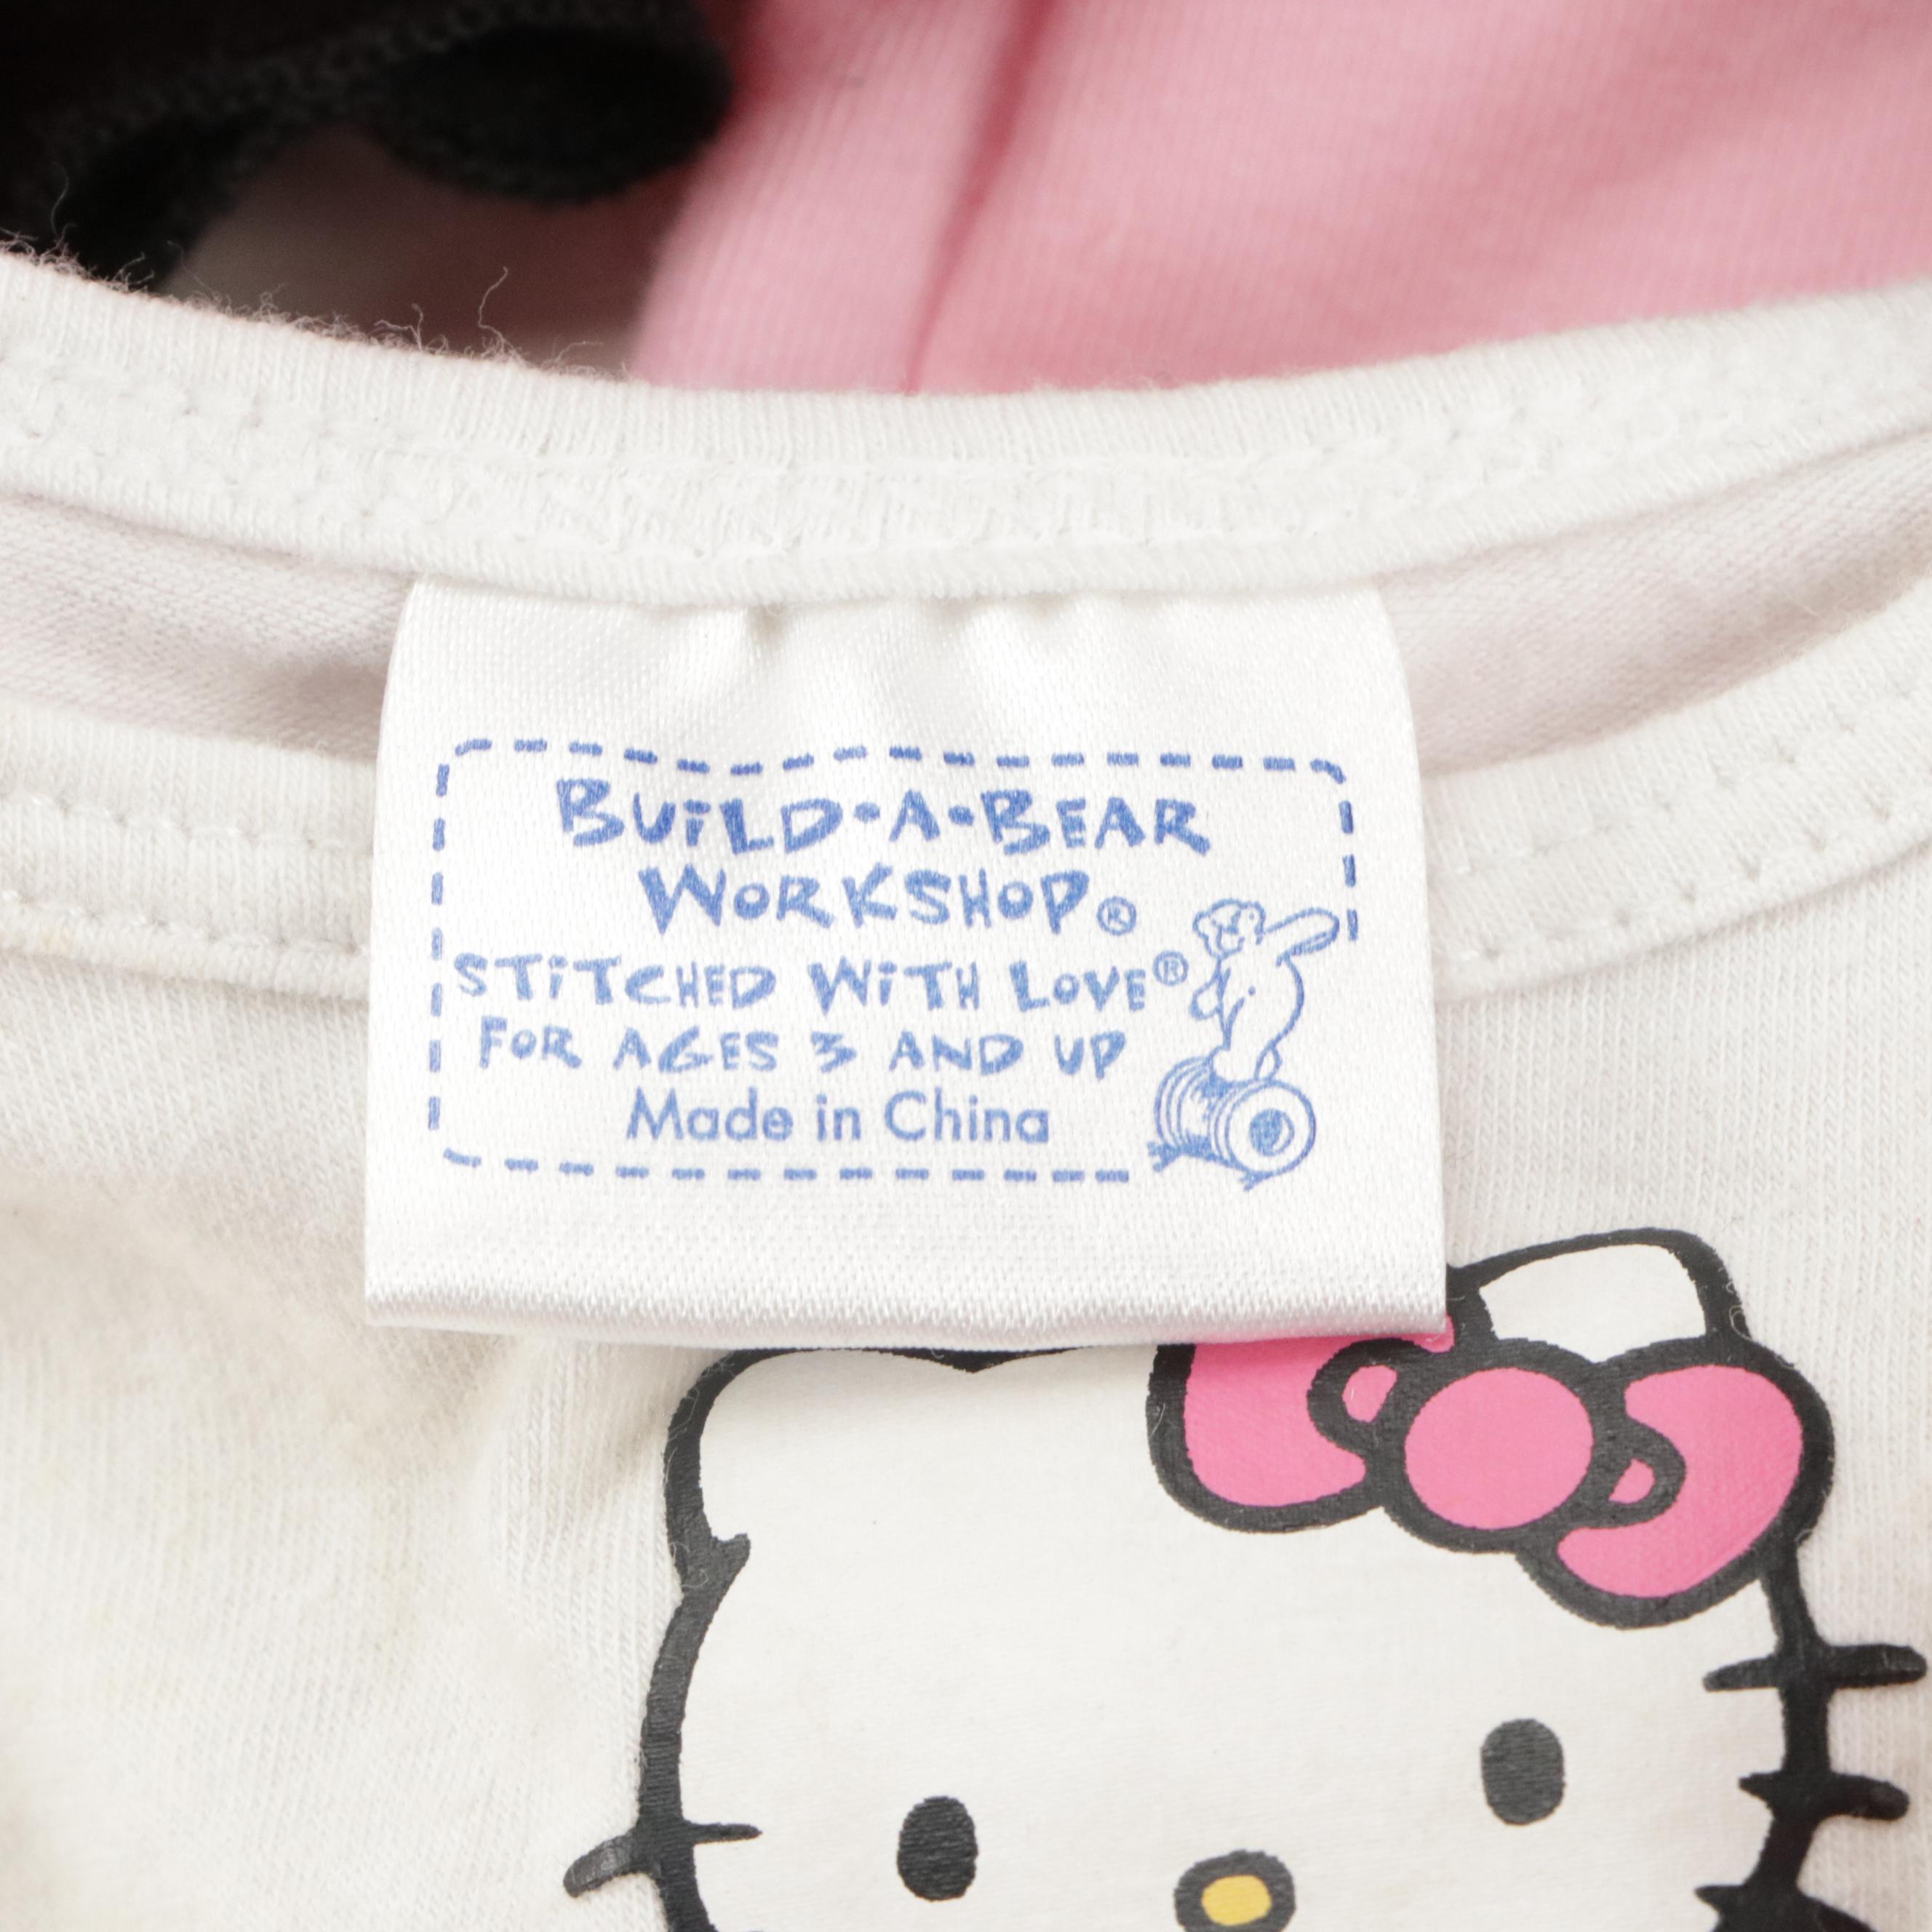 BUiLD-A-BEAR
WORKSHOP®
STiTCHED WiTH LOVE®
FOR AGES 3 AND UP
Made in China